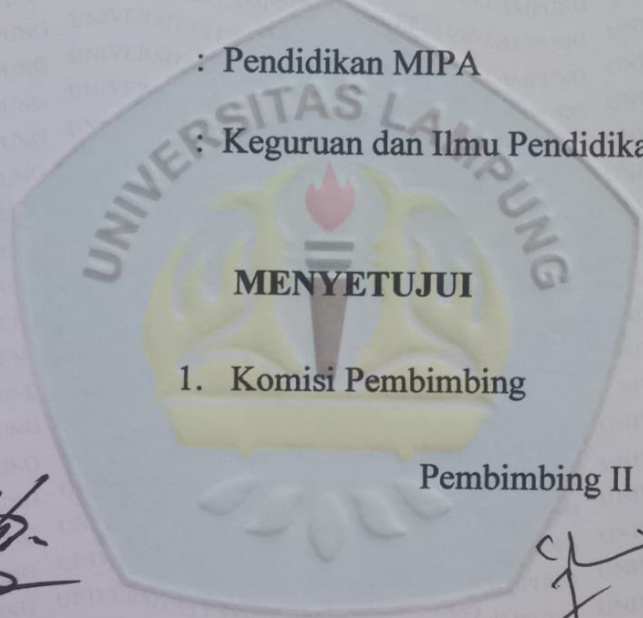 : Pendidikan MIPA
UNIVERSITAS LAMPUNG
: Keguruan dan Ilmu Pendidika
MENYETUJUI
1. Komisi Pembimbing
Pembimbing II